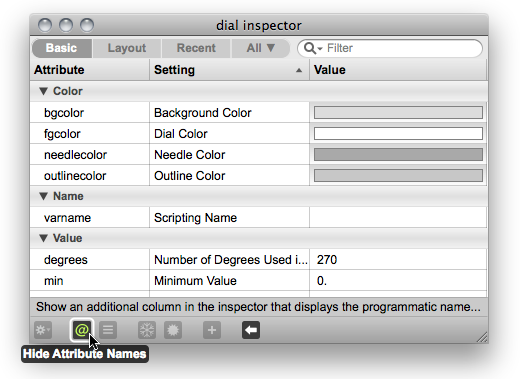 dial inspector
Basic Layout Recent All ▼ Filter
Attribute Setting Value
▼ Color
bgcolor Background Color
fgcolor Dial Color
needlecolor Needle Color
outlinecolor Outline Color
▼ Name
varname Scripting Name
▼ Value
degrees Number of Degrees Used i... 270
min Minimum Value 0.
Show an additional column in the inspector that displays the programmatic name...
@
Hide Attribute Names